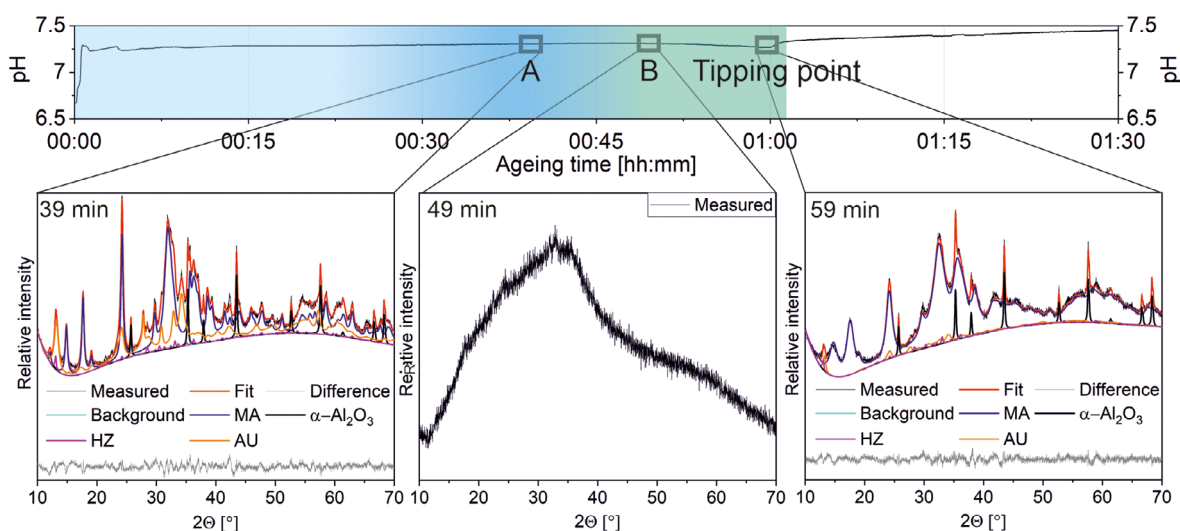 7.5 7.5
pH 7 A B Tipping point 7 pH
6.5 6.5
00:00 00:15 00:30 00:45 01:00 01:15 01:30
Ageing time [hh:mm]
39 min
Relative intensity
Measured Fit Difference
Background MA α–Al₂O₃
HZ AU
10 20 30 40 50 60 70
2Θ [°]
49 min
Measured
Relative intensity
10 20 30 40 50 60 70
2Θ [°]
59 min
Relative intensity
Measured Fit Difference
Background MA α–Al₂O₃
HZ AU
10 20 30 40 50 60 70
2Θ [°]